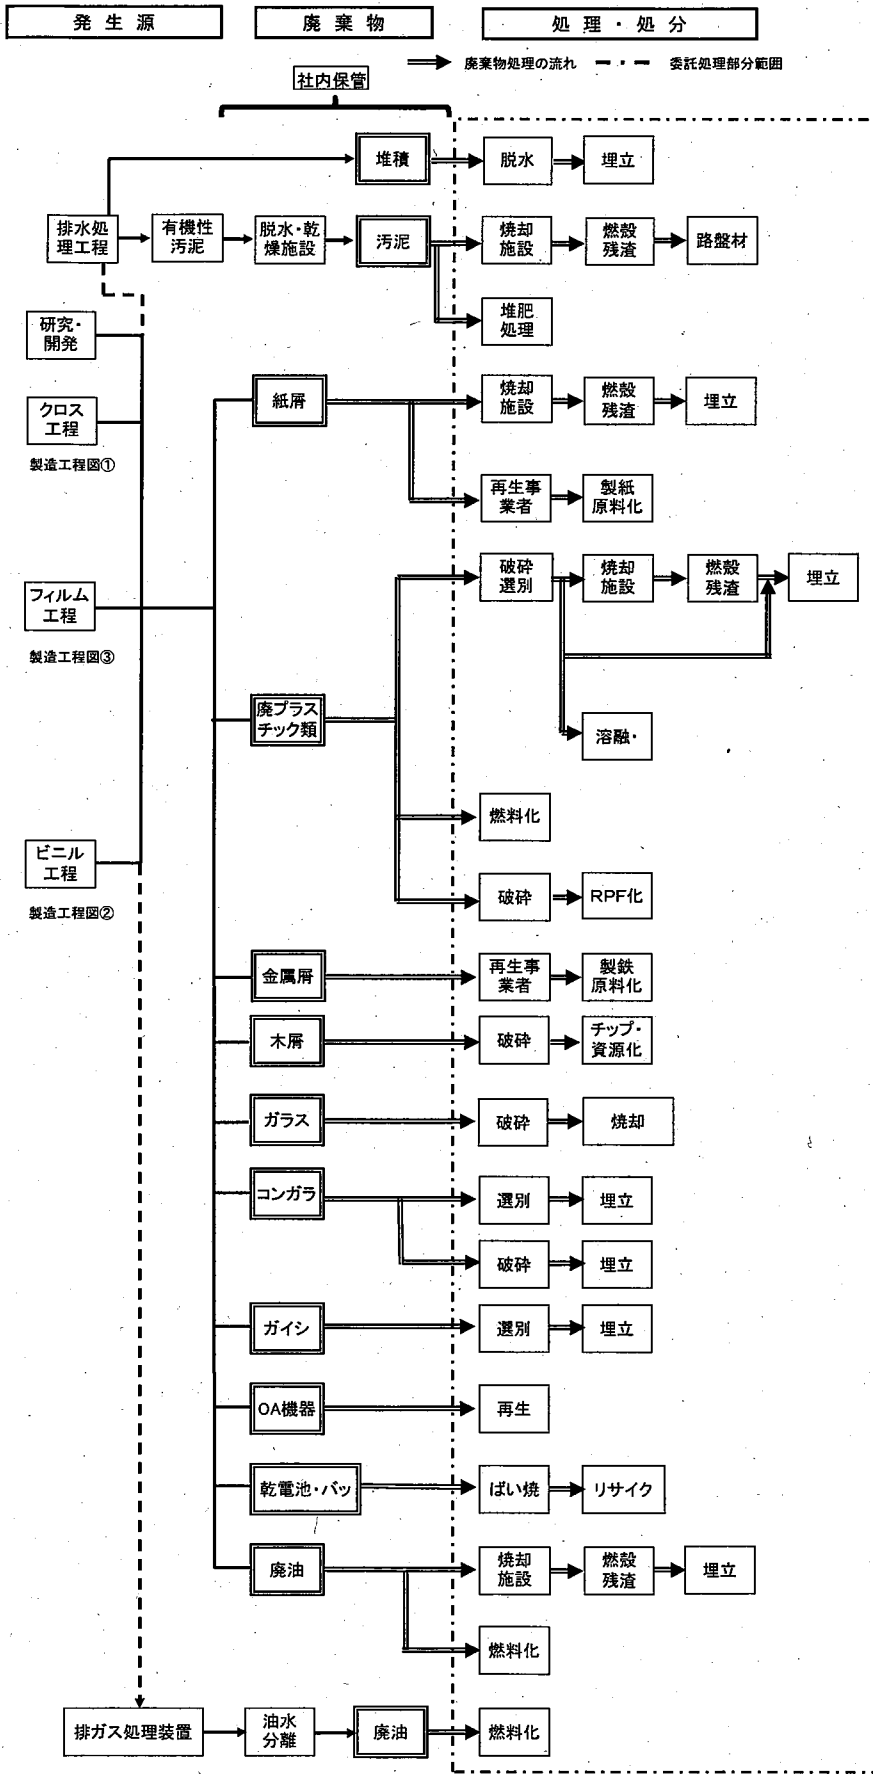 発生源
廃棄物
処理・処分
廃棄物処理の流れ
委託処理部分範囲
社内保管
堆積
脱水
埋立
排水処
理工程
有機性
汚泥
脱水・乾
燥施設
汚泥
焼却
施設
燃殻
残渣
路盤材
堆肥
処理
研究・
開発
クロス
工程
製造工程図①
紙屑
焼却
施設
燃殻
残渣
埋立
再生事
業者
製紙
原料化
フィルム
工程
製造工程図③
破砕
選別
焼却
施設
燃殻
残渣
埋立
廃プラス
チック類
溶融・
燃料化
ビニル
工程
製造工程図②
破砕
RPF化
金属屑
再生事
業者
製鉄
原料化
木屑
破砕
チップ・
資源化
ガラス
破砕
焼却
コンガラ
選別
埋立
破砕
埋立
ガイシ
選別
埋立
OA機器
再生
乾電池・バッ
ばい焼
リサイク
廃油
焼却
施設
燃殻
残渣
埋立
燃料化
排ガス処理装置
油水
分離
廃油
燃料化